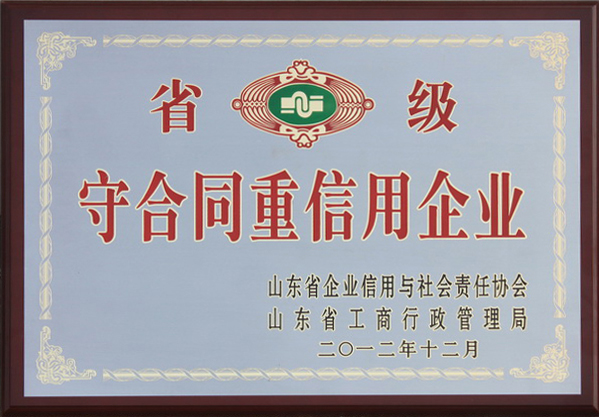 省 级
守合同重信用企业
山东省企业信用与社会责任协会
山东省工商行政管理局
二〇一二年十二月